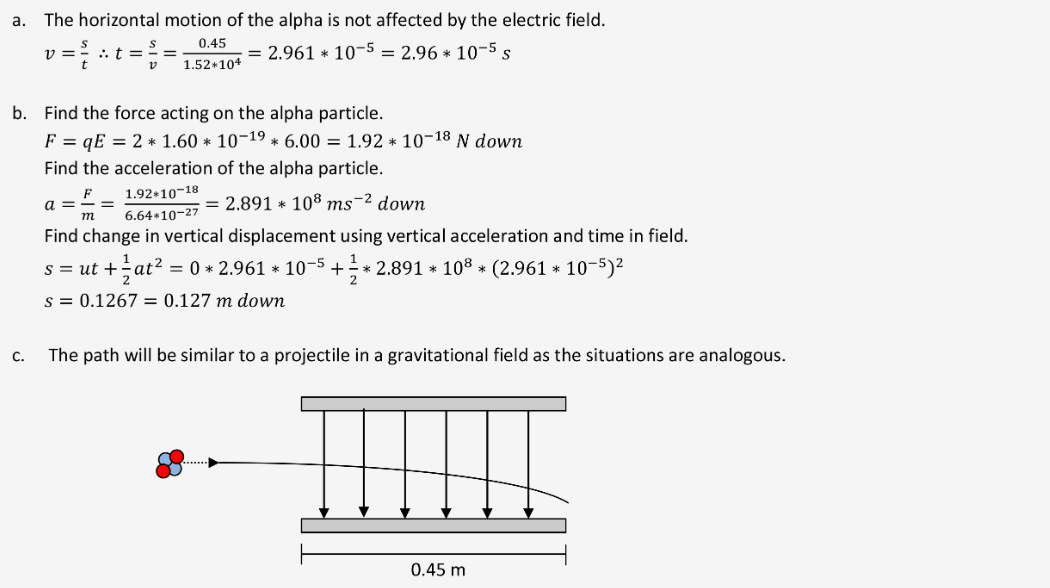 a. The horizontal motion of the alpha is not affected by the electric field.
v = s/t ∴ t = s/v = 0.45/1.52*10⁴ = 2.961 * 10⁻⁵ = 2.96 * 10⁻⁵ s
b. Find the force acting on the alpha particle.
F = qE = 2 * 1.60 * 10⁻¹⁹ * 6.00 = 1.92 * 10⁻¹⁸ N down
Find the acceleration of the alpha particle.
a = F/m = 1.92*10⁻¹⁸/6.64*10⁻²⁷ = 2.891 * 10⁸ ms⁻² down
Find change in vertical displacement using vertical acceleration and time in field.
s = ut + 1/2 at² = 0 * 2.961 * 10⁻⁵ + 1/2 * 2.891 * 10⁸ * (2.961 * 10⁻⁵)²
s = 0.1267 = 0.127 m down
c. The path will be similar to a projectile in a gravitational field as the situations are analogous.
0.45 m